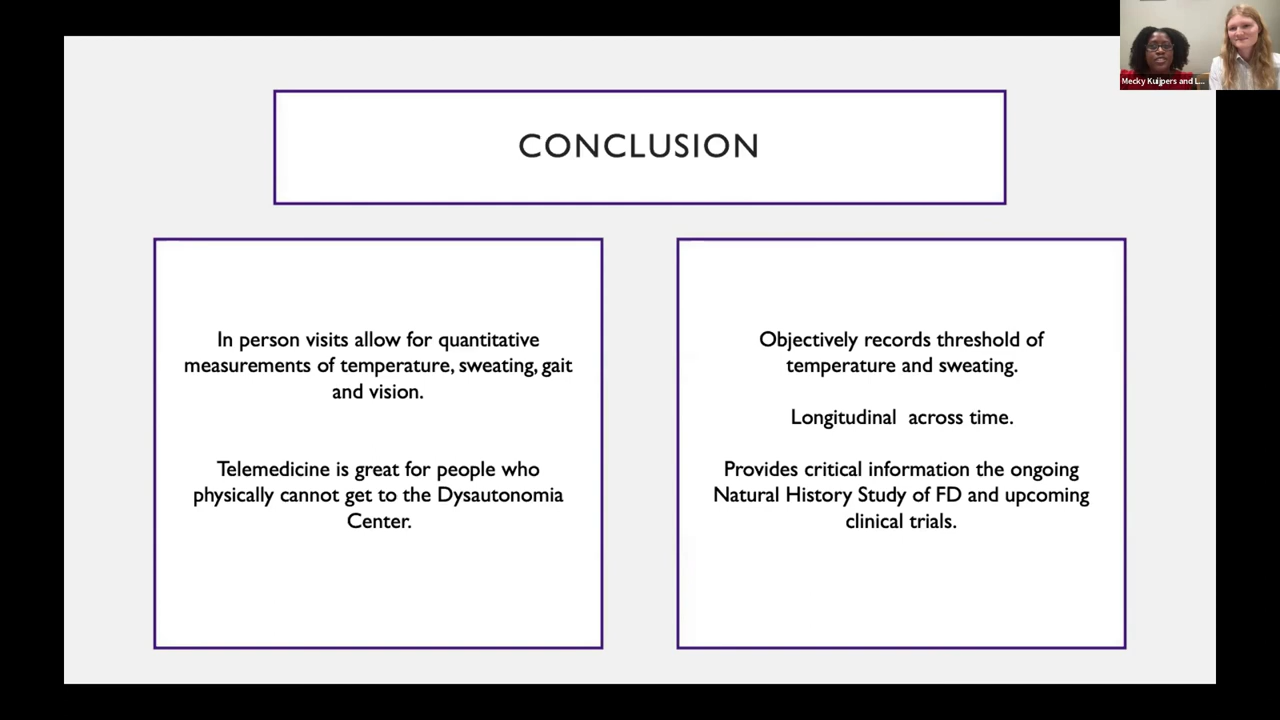 Mecky Kuijpers and L...
CONCLUSION
In person visits allow for quantitative
measurements of temperature, sweating, gait
and vision.
Telemedicine is great for people who
physically cannot get to the Dysautonomia
Center.
Objectively records threshold of
temperature and sweating.
Longitudinal  across time.
Provides critical information the ongoing
Natural History Study of FD and upcoming
clinical trials.